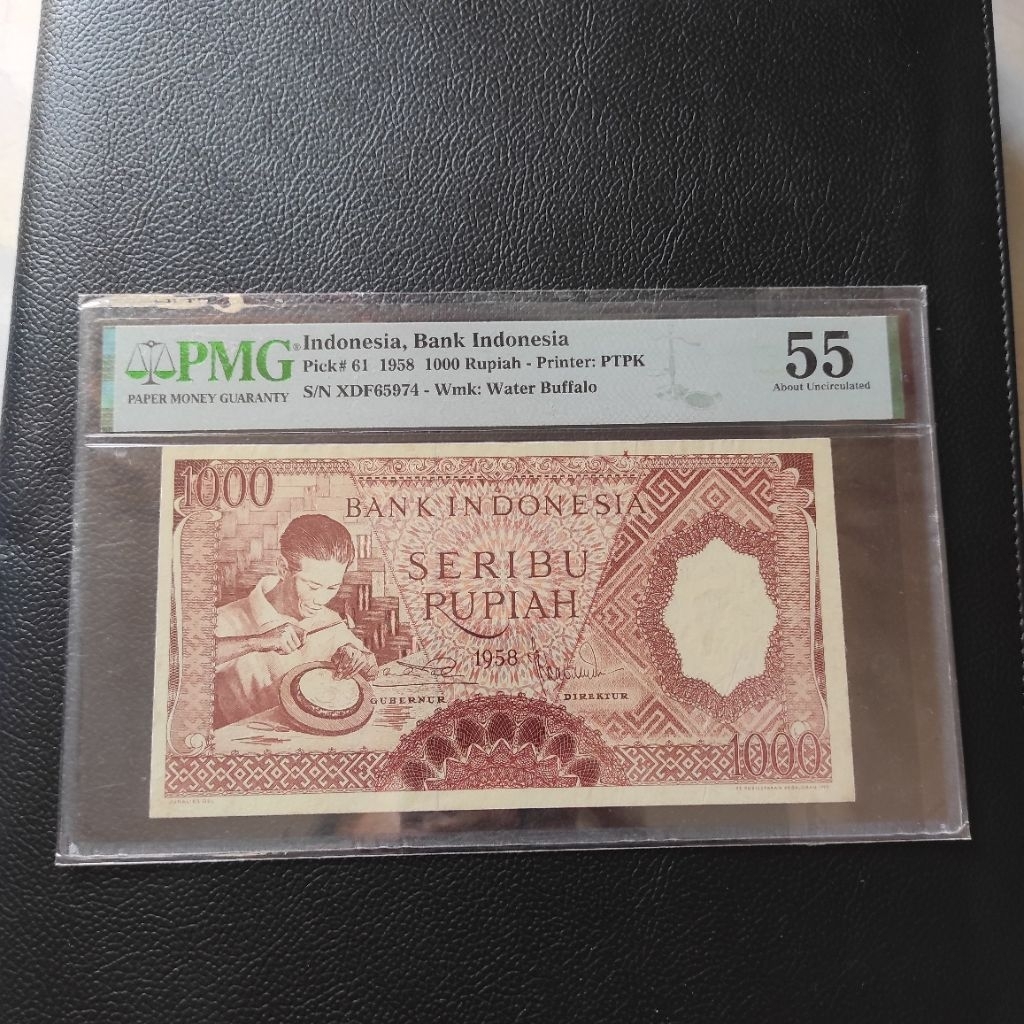 PMG®
PAPER MONEY GUARANTY
Indonesia, Bank Indonesia
Pick# 61 1958 1000 Rupiah - Printer: PTPK
S/N XDF65974 - Wmk: Water Buffalo
55
About Uncirculated
1000
BANK INDONESIA
SERIBU
RUPIAH
1958
GUBERNUR
DIREKTUR
1000